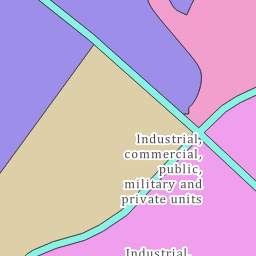 Industrial,
commercial,
public,
military and
private units
Industrial,